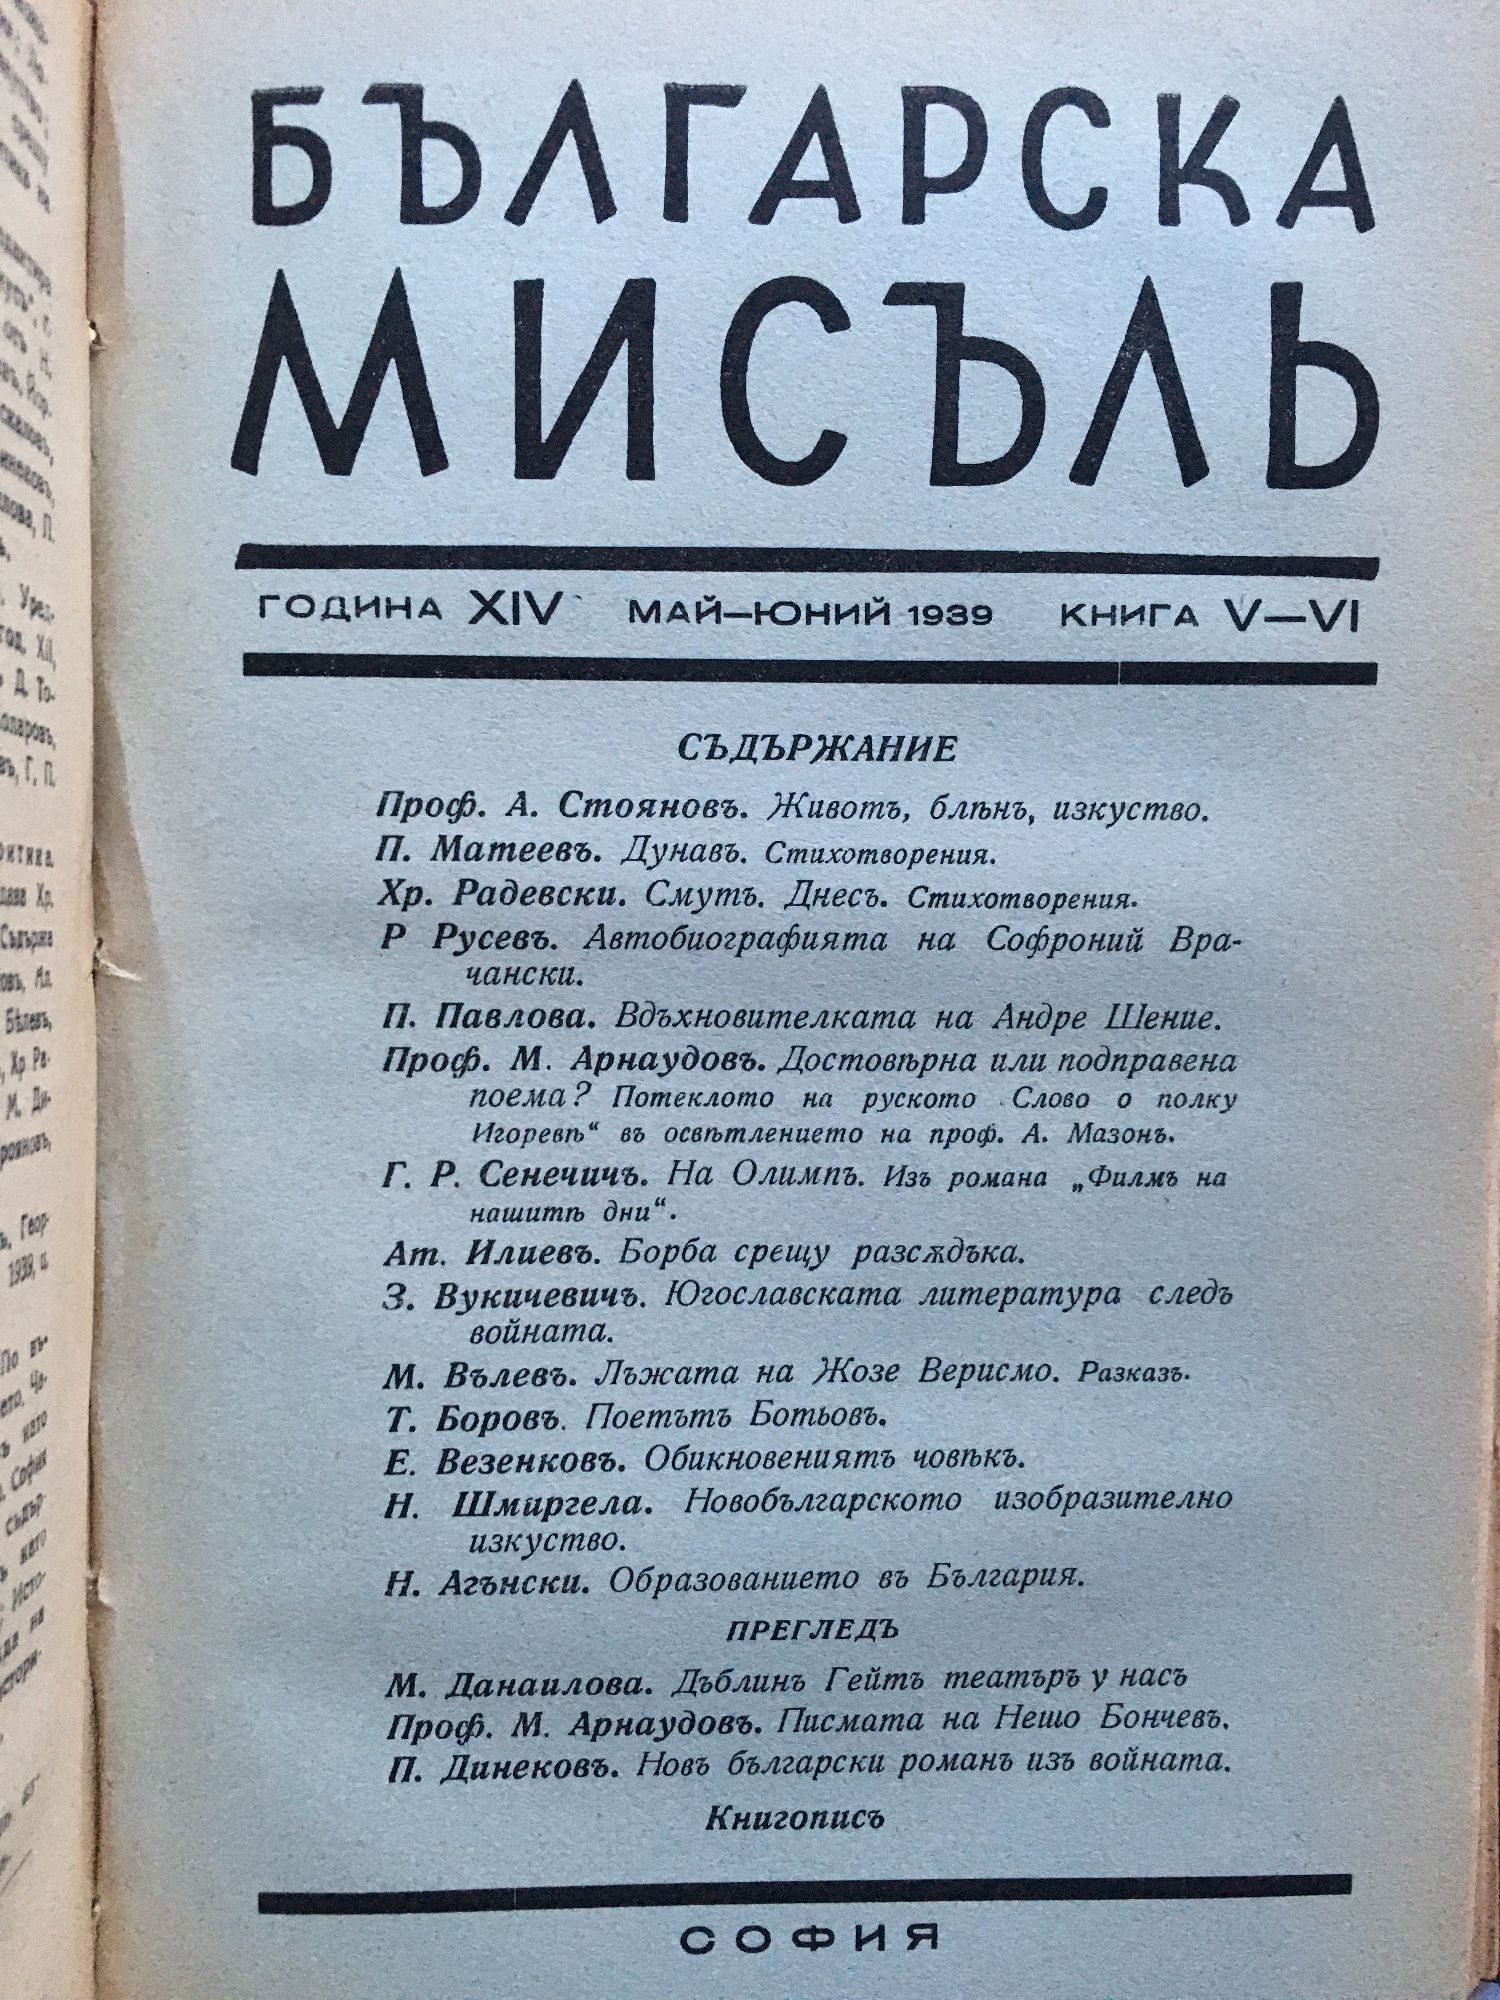 БЪЛГАРСКА
МИСЪЛЬ
ГОДИНА XIV МАЙ—ЮНИЙ 1939 КНИГА V—VI
СЪДЪРЖАНИЕ
Проф. А. Стояновъ. Животъ, блѣнъ, изкуство.
П. Матеевъ. Дунавъ. Стихотворения.
Хр. Радевски. Смутъ. Днесъ. Стихотворения.
Р Русевъ. Автобиографията на Софроний Вра-
чански.
П. Павлова. Вдъхновителката на Андре Шение.
Проф. М. Арнаудовъ. Достовѣрна или подправена
поема? Потеклото на руското Слово о полку
Игоревѣ“ въ освѣтлението на проф. А. Мазонъ.
Г. Р. Сенечичъ. На Олимпъ. Изъ романа „Филмъ на
нашитѣ дни“.
Ат. Илиевъ. Борба срещу разсѫдъка.
З. Вукичевичъ. Югославската литература следъ
войната.
М. Вълевъ. Лъжата на Жозе Верисмо. Разказъ.
Т. Боровъ. Поетътъ Ботьовъ.
Е. Везенковъ. Обикновениятъ човѣкъ.
Н. Шмиргела. Новобългарското изобразително
изкуство.
Н. Агънски. Образованието въ България.
ПРЕГЛЕДЪ
М. Данаилова. Дъблинъ Гейтъ театъръ у насъ
Проф. М. Арнаудовъ. Писмата на Нешо Бончевъ.
П. Динековъ. Новъ български романъ изъ войната.
Книгописъ
СОФИЯ